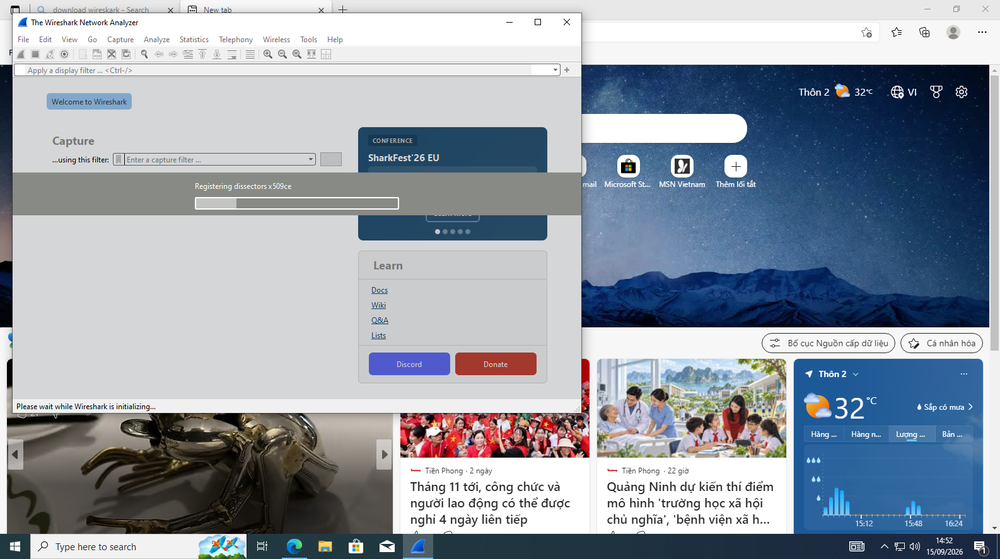 download wireskark - Search
New tab
The Wireshark Network Analyzer
File Edit View Go Capture Analyze Statistics Telephony Wireless Tools Help
Apply a display filter ... <Ctrl-/>
Welcome to Wireshark
Capture
...using this filter:
Enter a capture filter ...
CONFERENCE
SharkFest'26 EU
Registering dissectors x509ce
Learn
Docs
Wiki
Q&A
Lists
Discord
Donate
Please wait while Wireshark is initializing...
Thôn 2
32°C
VI
mail
Microsoft St...
MSN Vietnam
Thêm lối tắt
Bố cục Nguồn cấp dữ liệu
Cá nhân hóa
Tiền Phong · 2 ngày
Tháng 11 tới, công chức và
người lao động có thể được
nghỉ 4 ngày liên tiếp
Tiền Phong · 22 giờ
Quảng Ninh dự kiến thí điểm
mô hình 'trường học xã hội
chủ nghĩa', 'bệnh viện xã h...
Thôn 2
32°C
Sắp có mưa
Hàng ...
Hàng n...
Lượng ...
Bản ...
15:12
15:48
16:24
Type here to search
14:52
15/09/2026
1